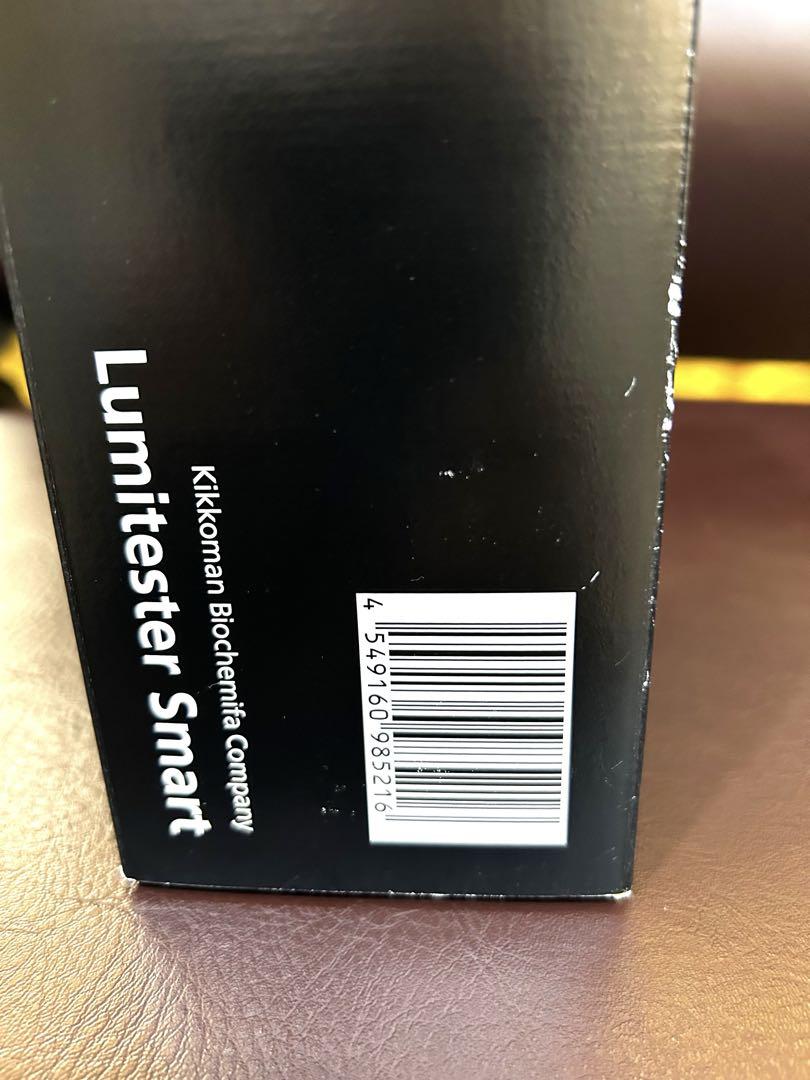 Lumitester Smart
Kikkoman Biochemifa Company
4 549160 985216